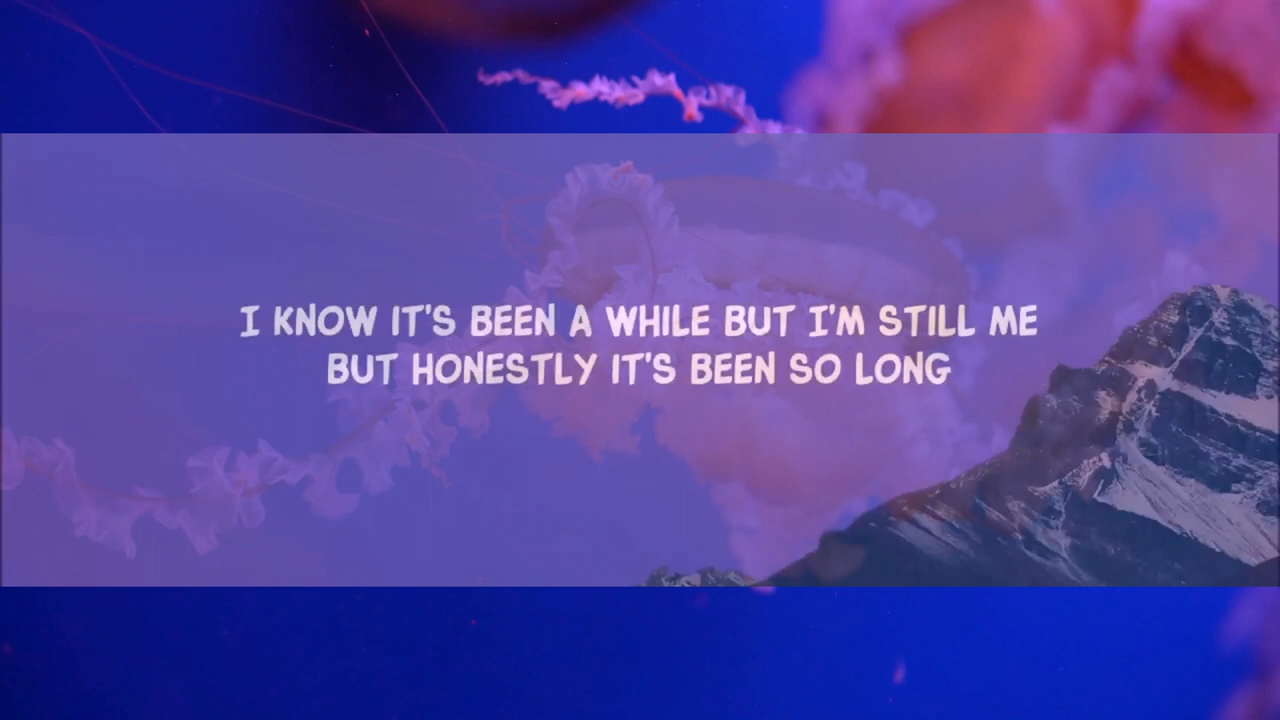 I KNOW IT'S BEEN A WHILE BUT I'M STILL ME
BUT HONESTLY IT'S BEEN SO LONG